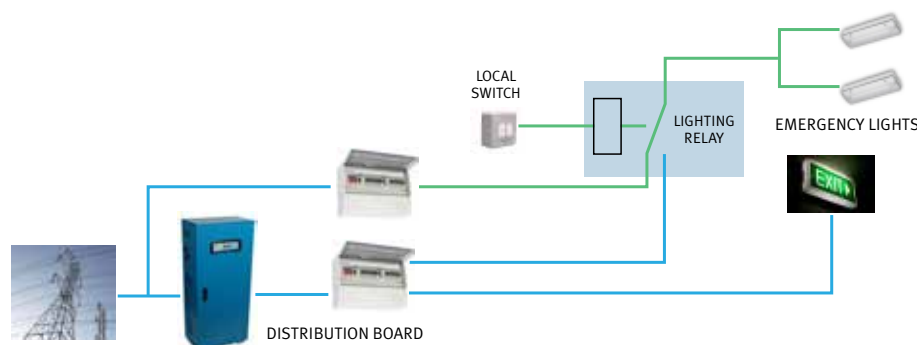 LOCAL
SWITCH
LIGHTING
RELAY
EMERGENCY LIGHTS
EXIT
DISTRIBUTION BOARD